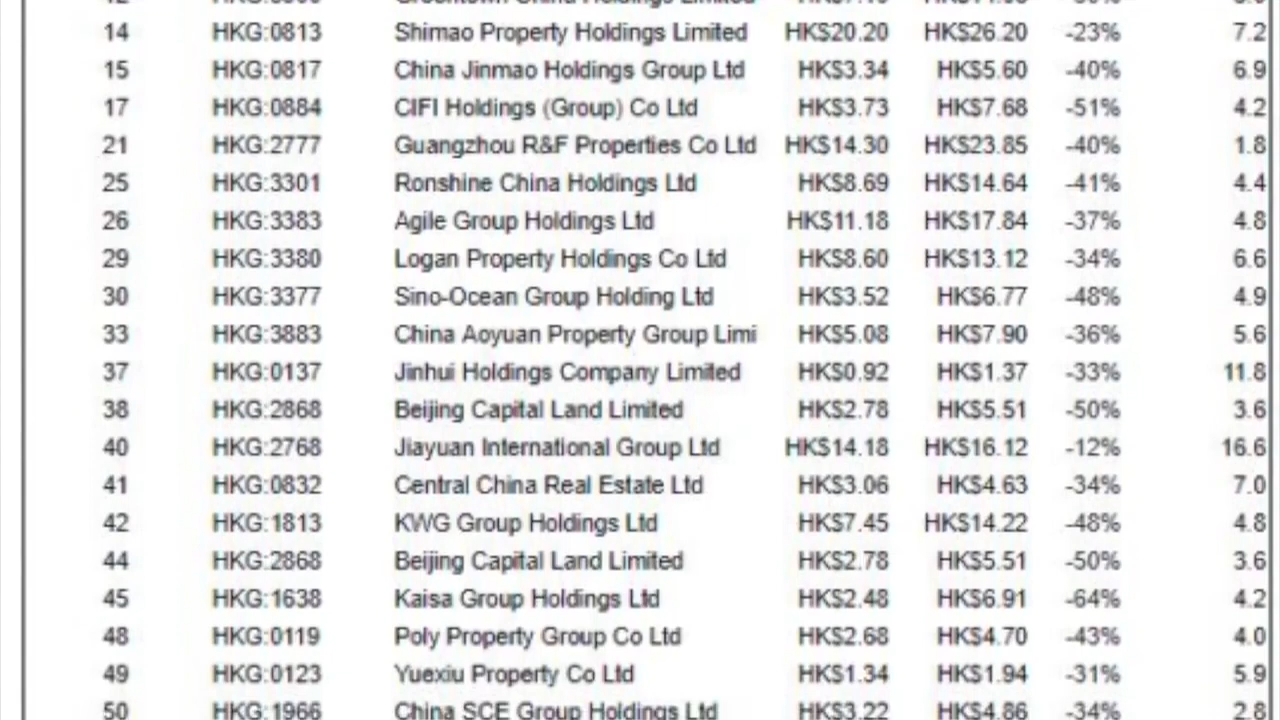 14 HKG:0813 Shimao Property Holdings Limited HK$20.20 HK$26.20 -23% 7.2
15 HKG:0817 China Jinmao Holdings Group Ltd HK$3.34 HK$5.60 -40% 6.9
17 HKG:0884 CIFI Holdings (Group) Co Ltd HK$3.73 HK$7.68 -51% 4.2
21 HKG:2777 Guangzhou R&F Properties Co Ltd HK$14.30 HK$23.85 -40% 1.8
25 HKG:3301 Ronshine China Holdings Ltd HK$8.69 HK$14.64 -41% 4.4
26 HKG:3383 Agile Group Holdings Ltd HK$11.18 HK$17.84 -37% 4.8
29 HKG:3380 Logan Property Holdings Co Ltd HK$8.60 HK$13.12 -34% 6.6
30 HKG:3377 Sino-Ocean Group Holding Ltd HK$3.52 HK$6.77 -48% 4.9
33 HKG:3883 China Aoyuan Property Group Limi HK$5.08 HK$7.90 -36% 5.6
37 HKG:0137 Jinhui Holdings Company Limited HK$0.92 HK$1.37 -33% 11.8
38 HKG:2868 Beijing Capital Land Limited HK$2.78 HK$5.51 -50% 3.6
40 HKG:2768 Jiayuan International Group Ltd HK$14.18 HK$16.12 -12% 16.6
41 HKG:0832 Central China Real Estate Ltd HK$3.06 HK$4.63 -34% 7.0
42 HKG:1813 KWG Group Holdings Ltd HK$7.45 HK$14.22 -48% 4.8
44 HKG:2868 Beijing Capital Land Limited HK$2.78 HK$5.51 -50% 3.6
45 HKG:1638 Kaisa Group Holdings Ltd HK$2.48 HK$6.91 -64% 4.2
48 HKG:0119 Poly Property Group Co Ltd HK$2.68 HK$4.70 -43% 4.0
49 HKG:0123 Yuexiu Property Co Ltd HK$1.34 HK$1.94 -31% 5.9
50 HKG:1966 China SCE Group Holdings Ltd HK$3.22 HK$4.86 -34% 2.8